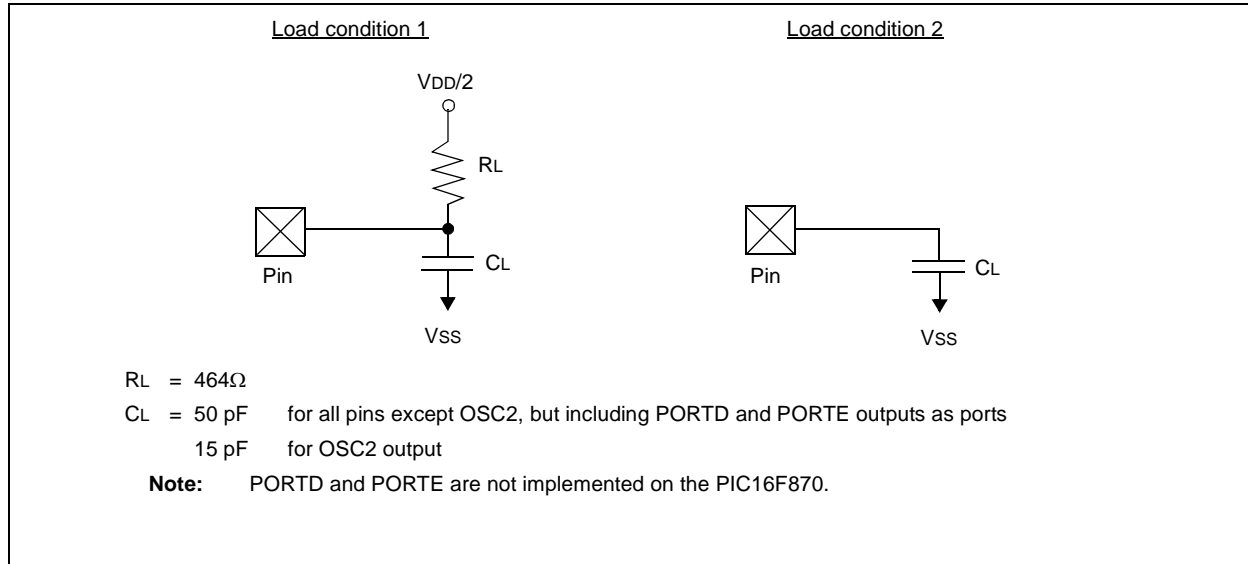 Load condition 1
Load condition 2
VDD/2
RL
Pin
CL
VSS
Pin
CL
VSS
RL = 464Ω
CL = 50 pF for all pins except OSC2, but including PORTD and PORTE outputs as ports
15 pF for OSC2 output
Note: PORTD and PORTE are not implemented on the PIC16F870.